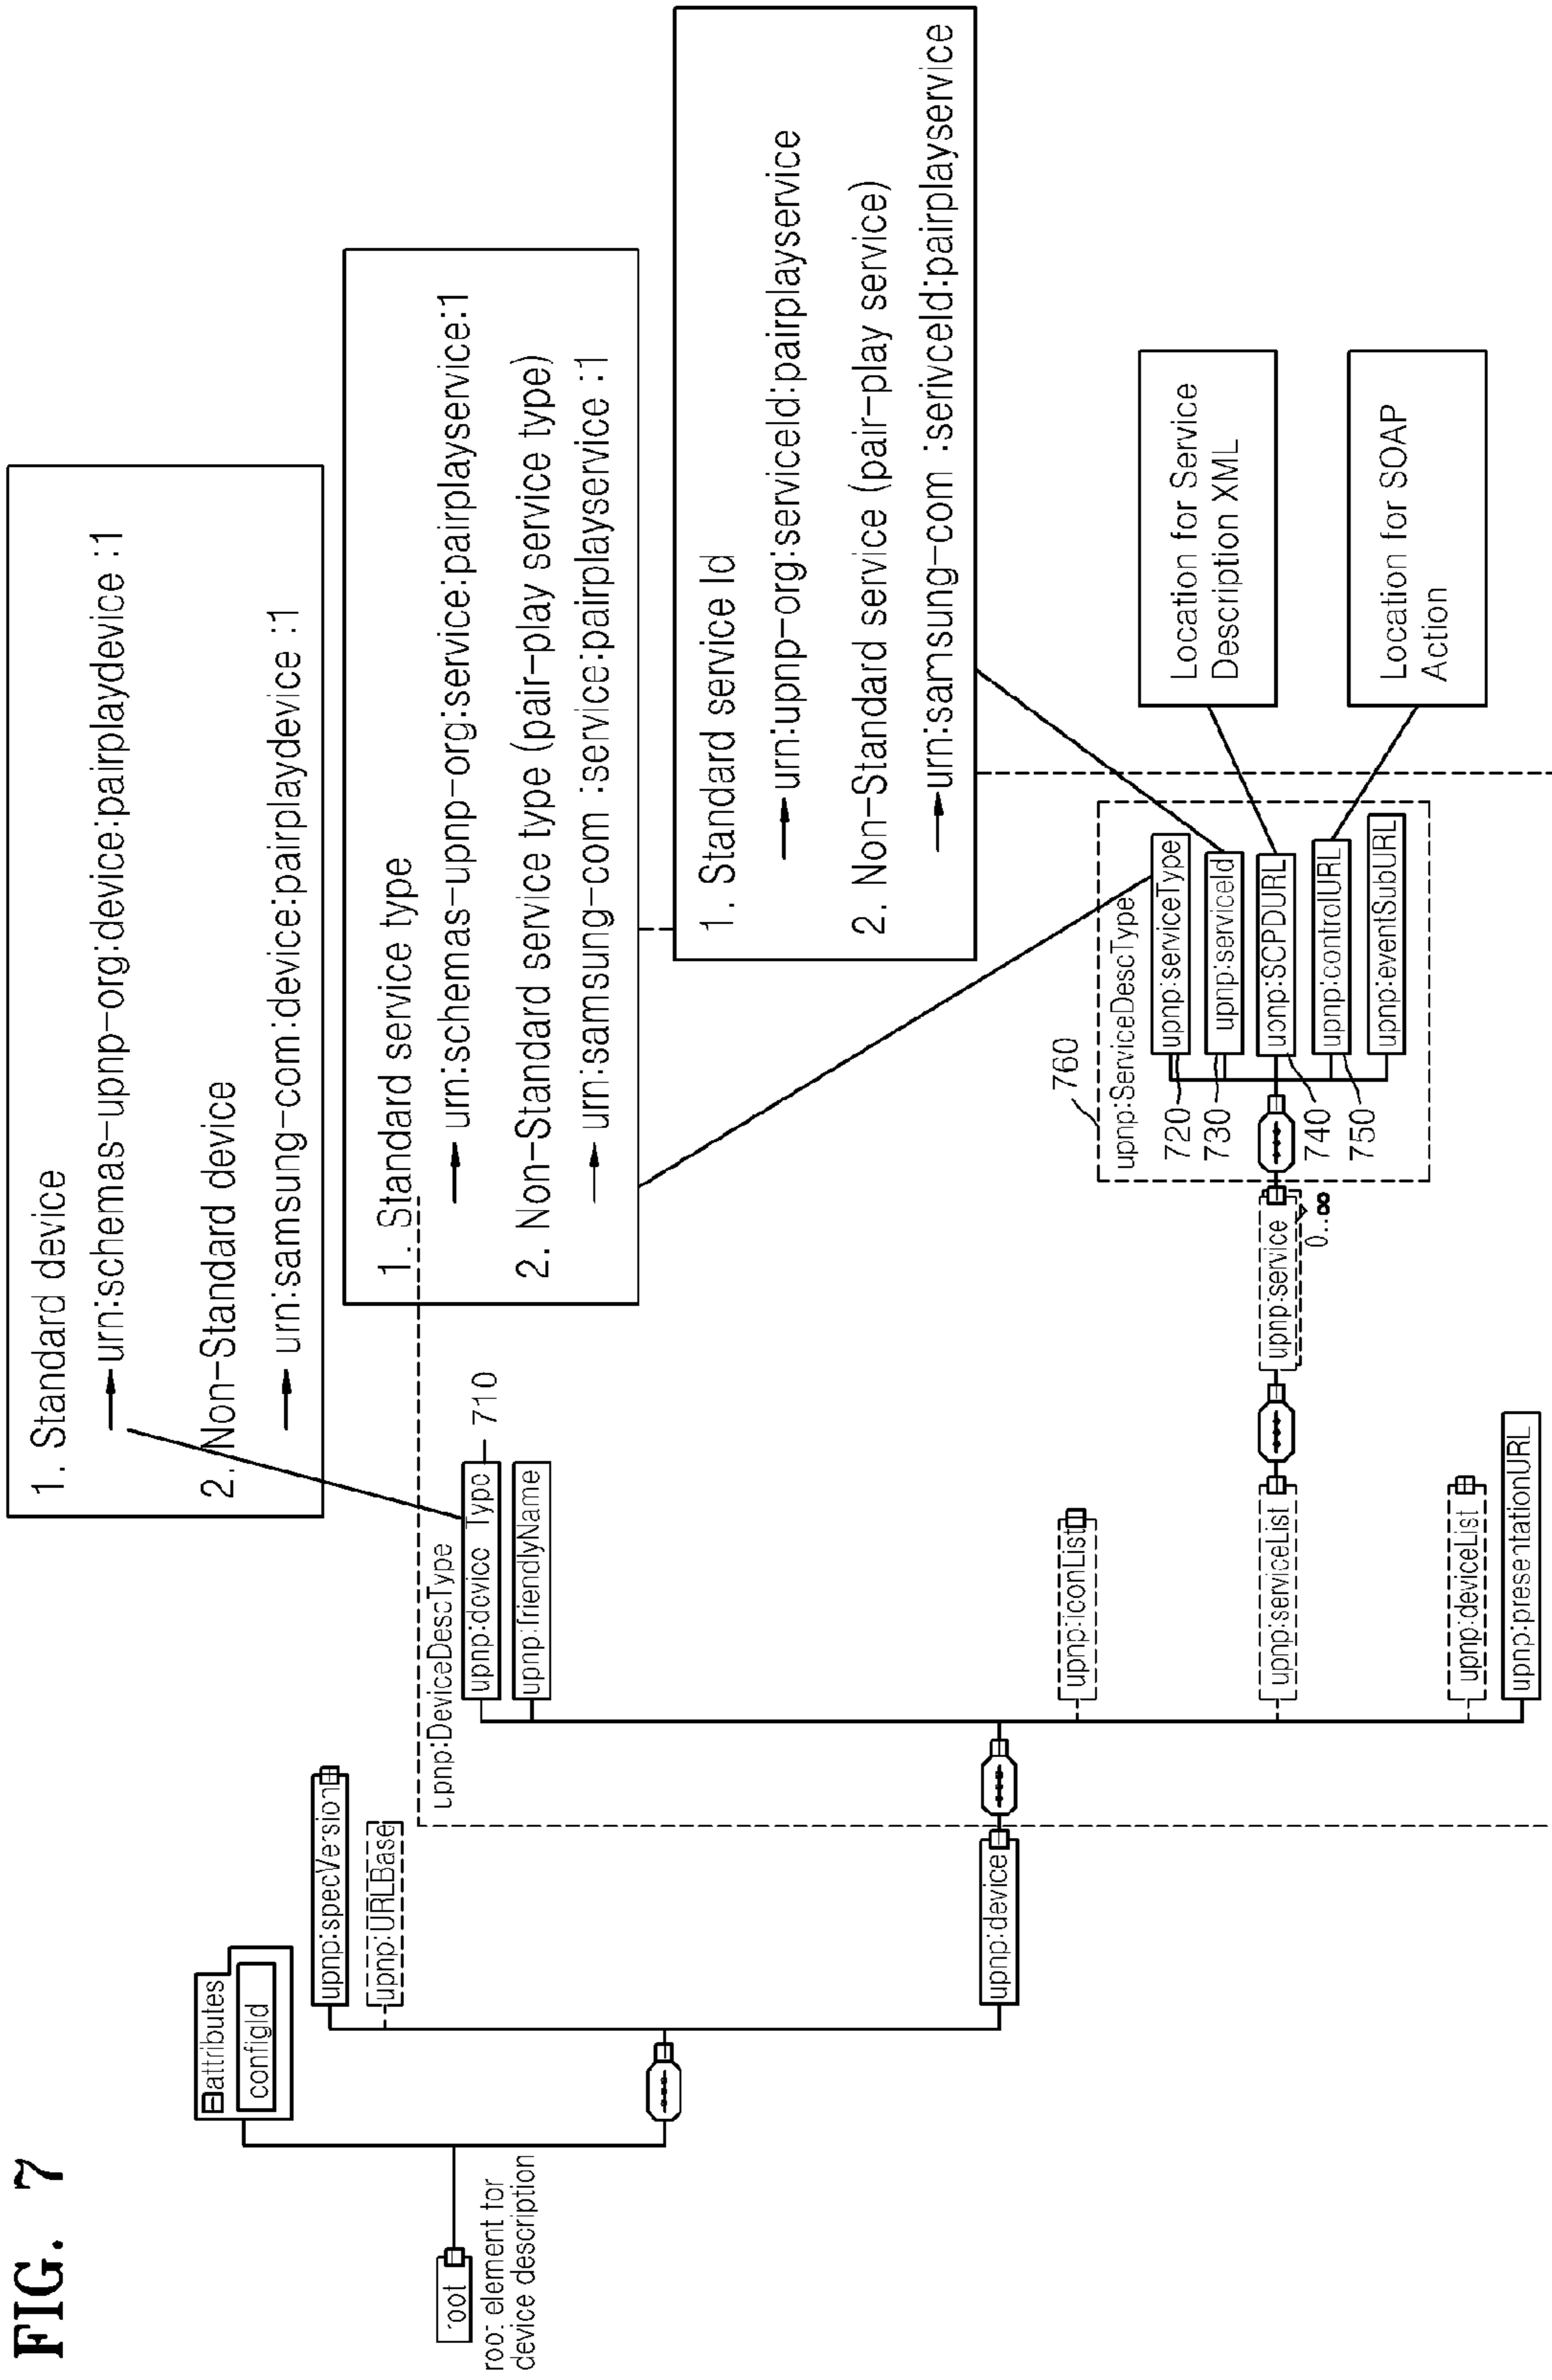 FIG. 7
1. Standard device
urn:schemas-upnp-org:device:pairplaydevice :1
2. Non-Standard device
urn:samsung-com:device:pairplaydevice :1
1. Standard service type
urn:schemas-upnp-org:service:pairplayservice:1
2. Non-Standard service type (pair-play service type)
urn:samsung-com :service:pairplayservice :1
1. Standard service Id
urn:upnp-org:serviceId:pairplayservice
2. Non-Standard service (pair-play service)
urn:samsung-com :serivceId:pairplayservice
attributes
configId
root
root element for
device description
upnp:specVersion
upnp:URLBase
upnp:device
upnp:DeviceDescType
upnp:device Type
710
upnp:friendlyName
upnp:iconList
upnp:serviceList
upnp:deviceList
upnp:presentationURL
upnp:service
0..∞
760
upnp:ServiceDescType
720
upnp:serviceType
730
upnp:serviceId
740
upnp:SCPDURL
750
upnp:controlURL
upnp:eventSubURL
Location for Service
Description XML
Location for SOAP
Action